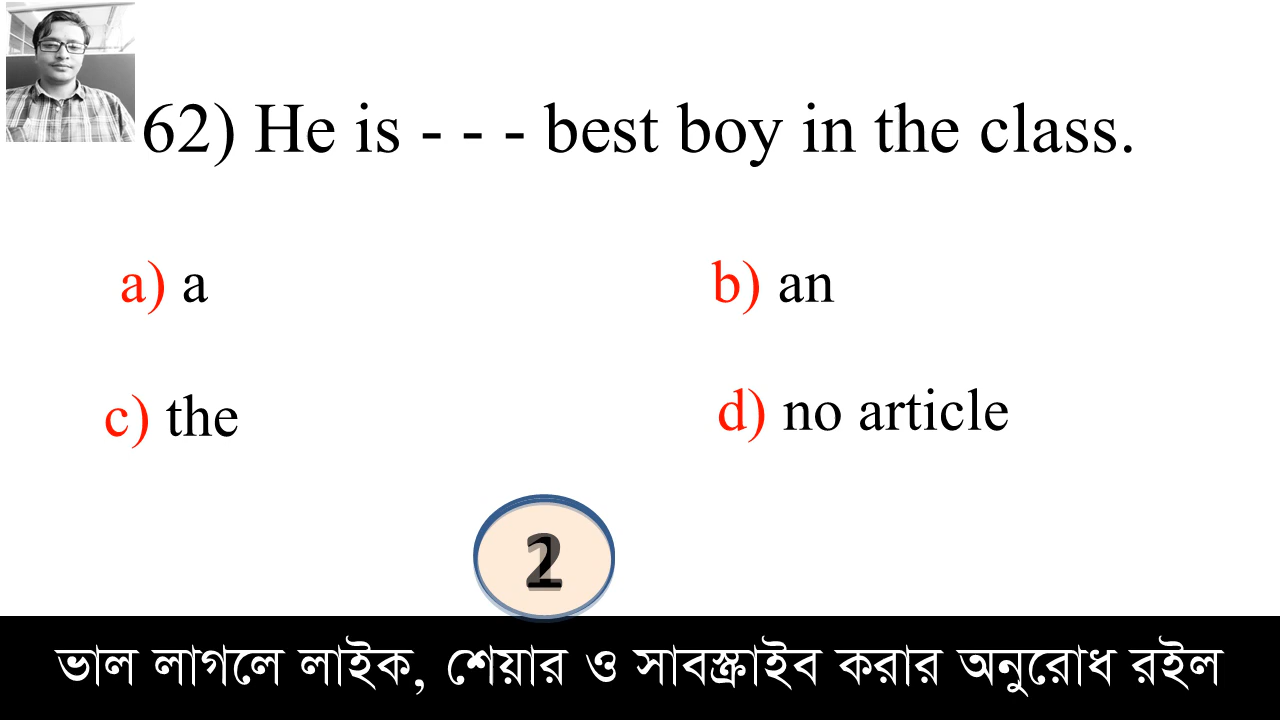 62) He is - - - best boy in the class.
a) a
b) an
c) the
d) no article
ভাল লাগলে লাইক, শেয়ার ও সাবস্ক্রাইব করার অনুরোধ রইল